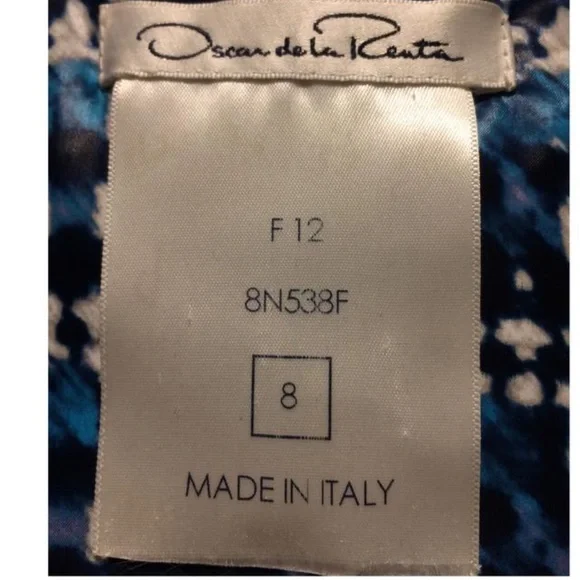 Oscar de la Renta
F 12
8N538F
8
MADE IN ITALY